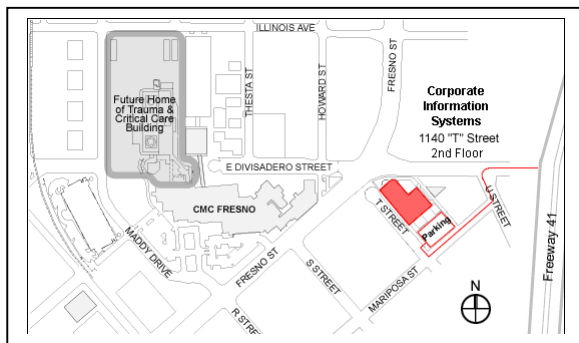 ILLINOIS AVE
Future Home
of Trauma &
Critical Care
Building
THESTA ST
HOWARD ST
FRESNO ST
Corporate
Information
Systems
1140 "T" Street
2nd Floor
E DIVISADERO STREET
CMC FRESNO
T STREET
Parking
U STREET
Freeway 41
MADDY DRIVE
FRESNO ST
S STREET
MARIPOSA ST
R STREET
N